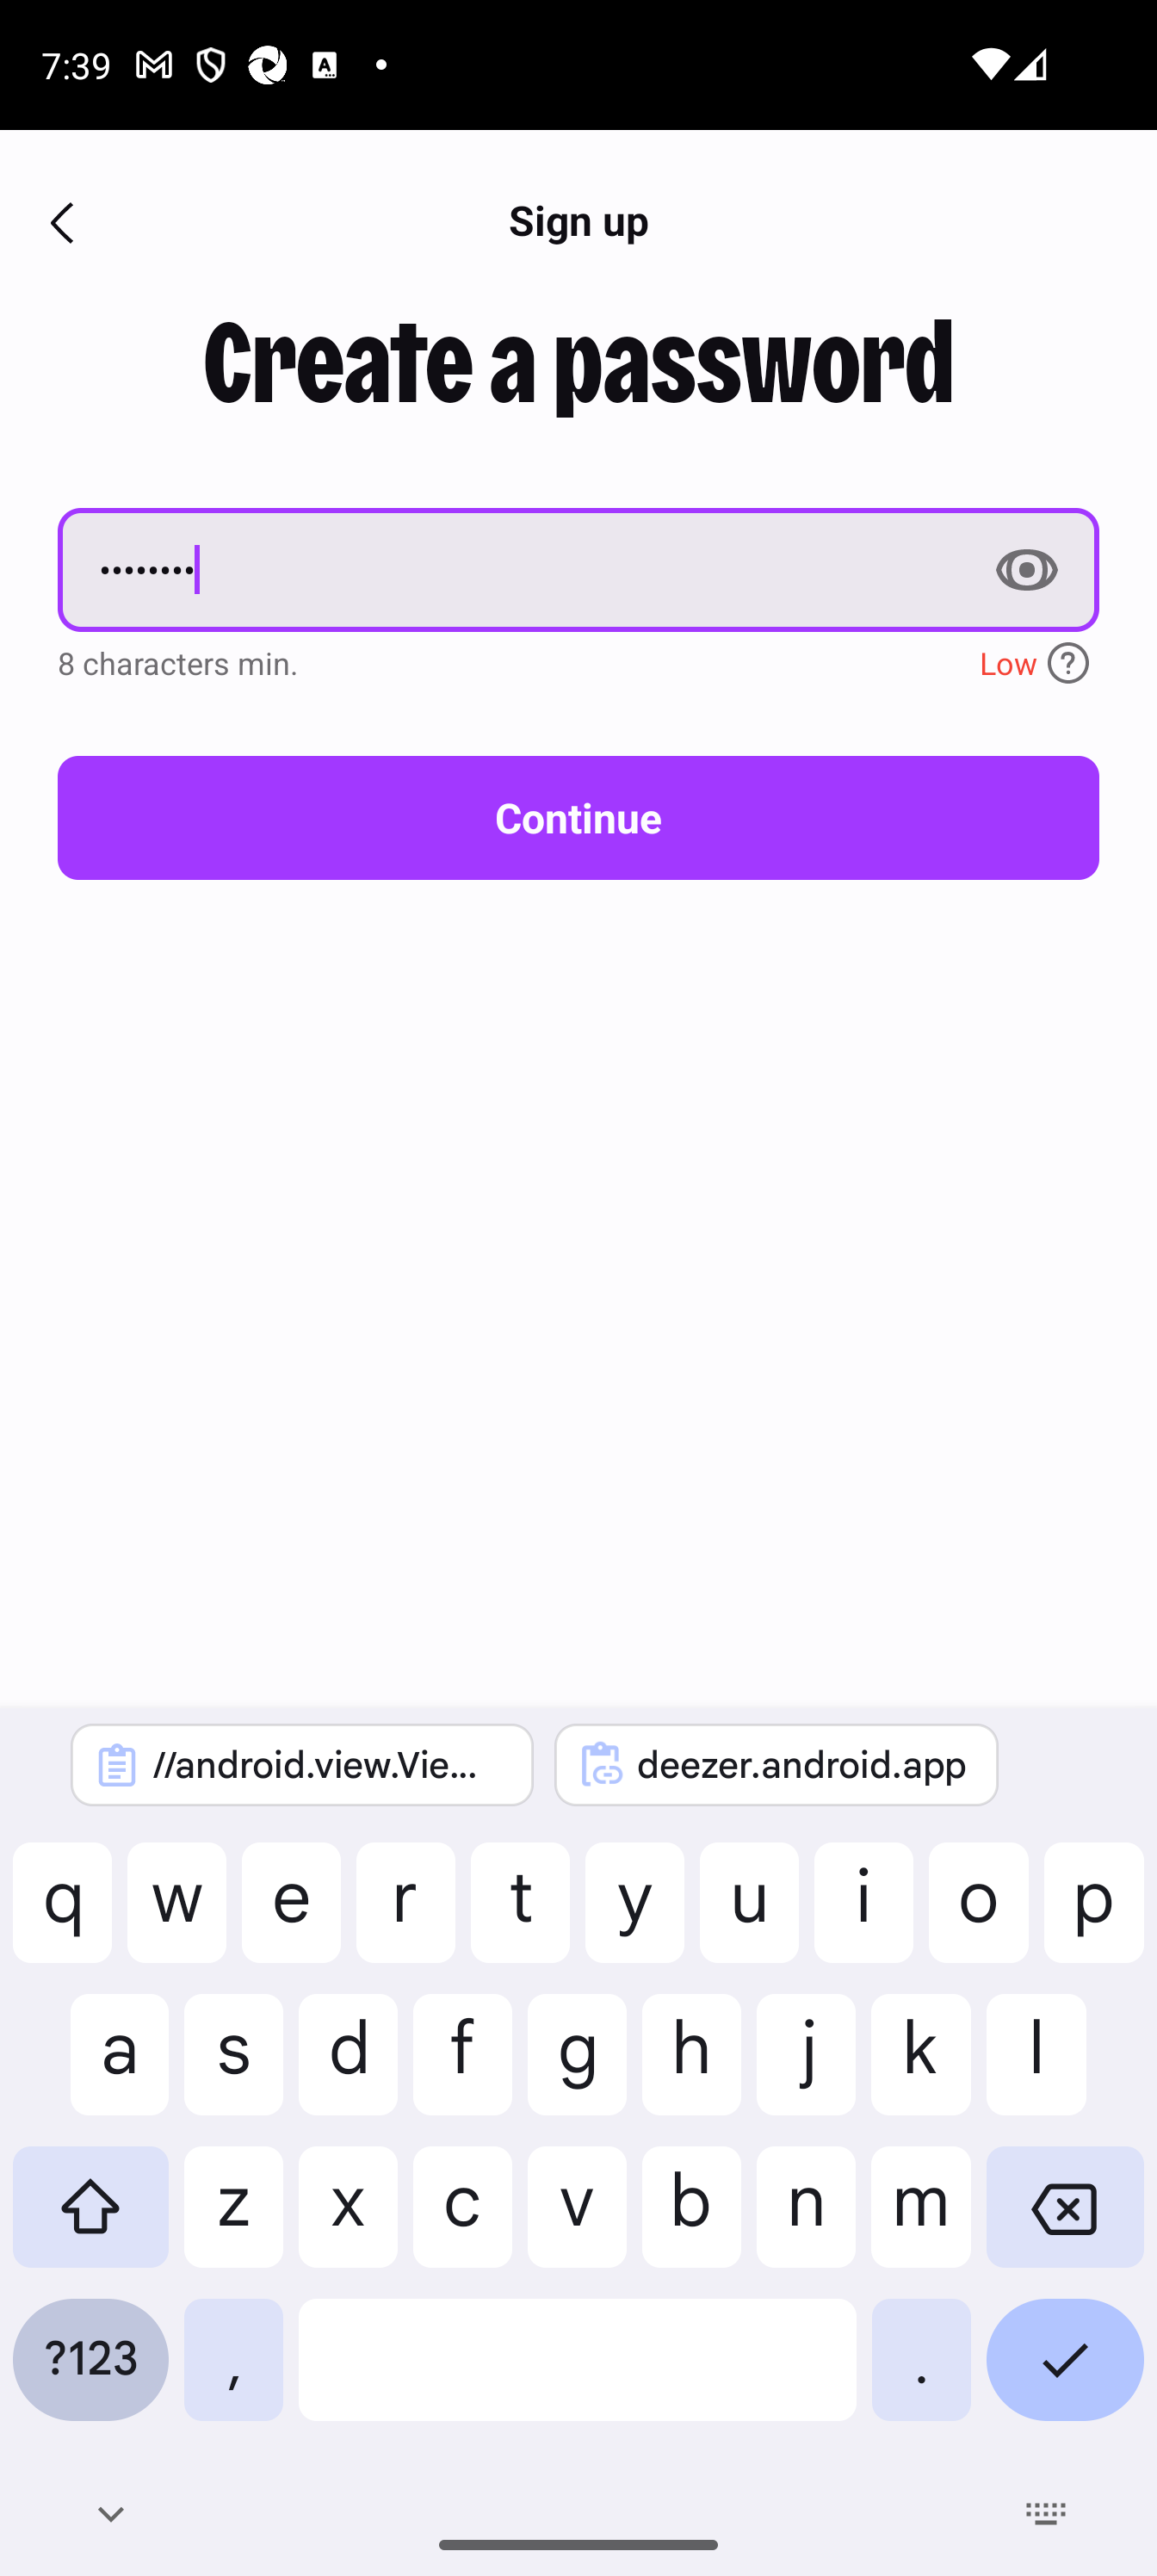 7:39
Sign up
Create a password
••••••••
8 characters min.
Low
Continue
//android.view.Vie...
deezer.android.app
q w e r t y u i o p
a s d f g h j k l
z x c v b n m
?123 , .